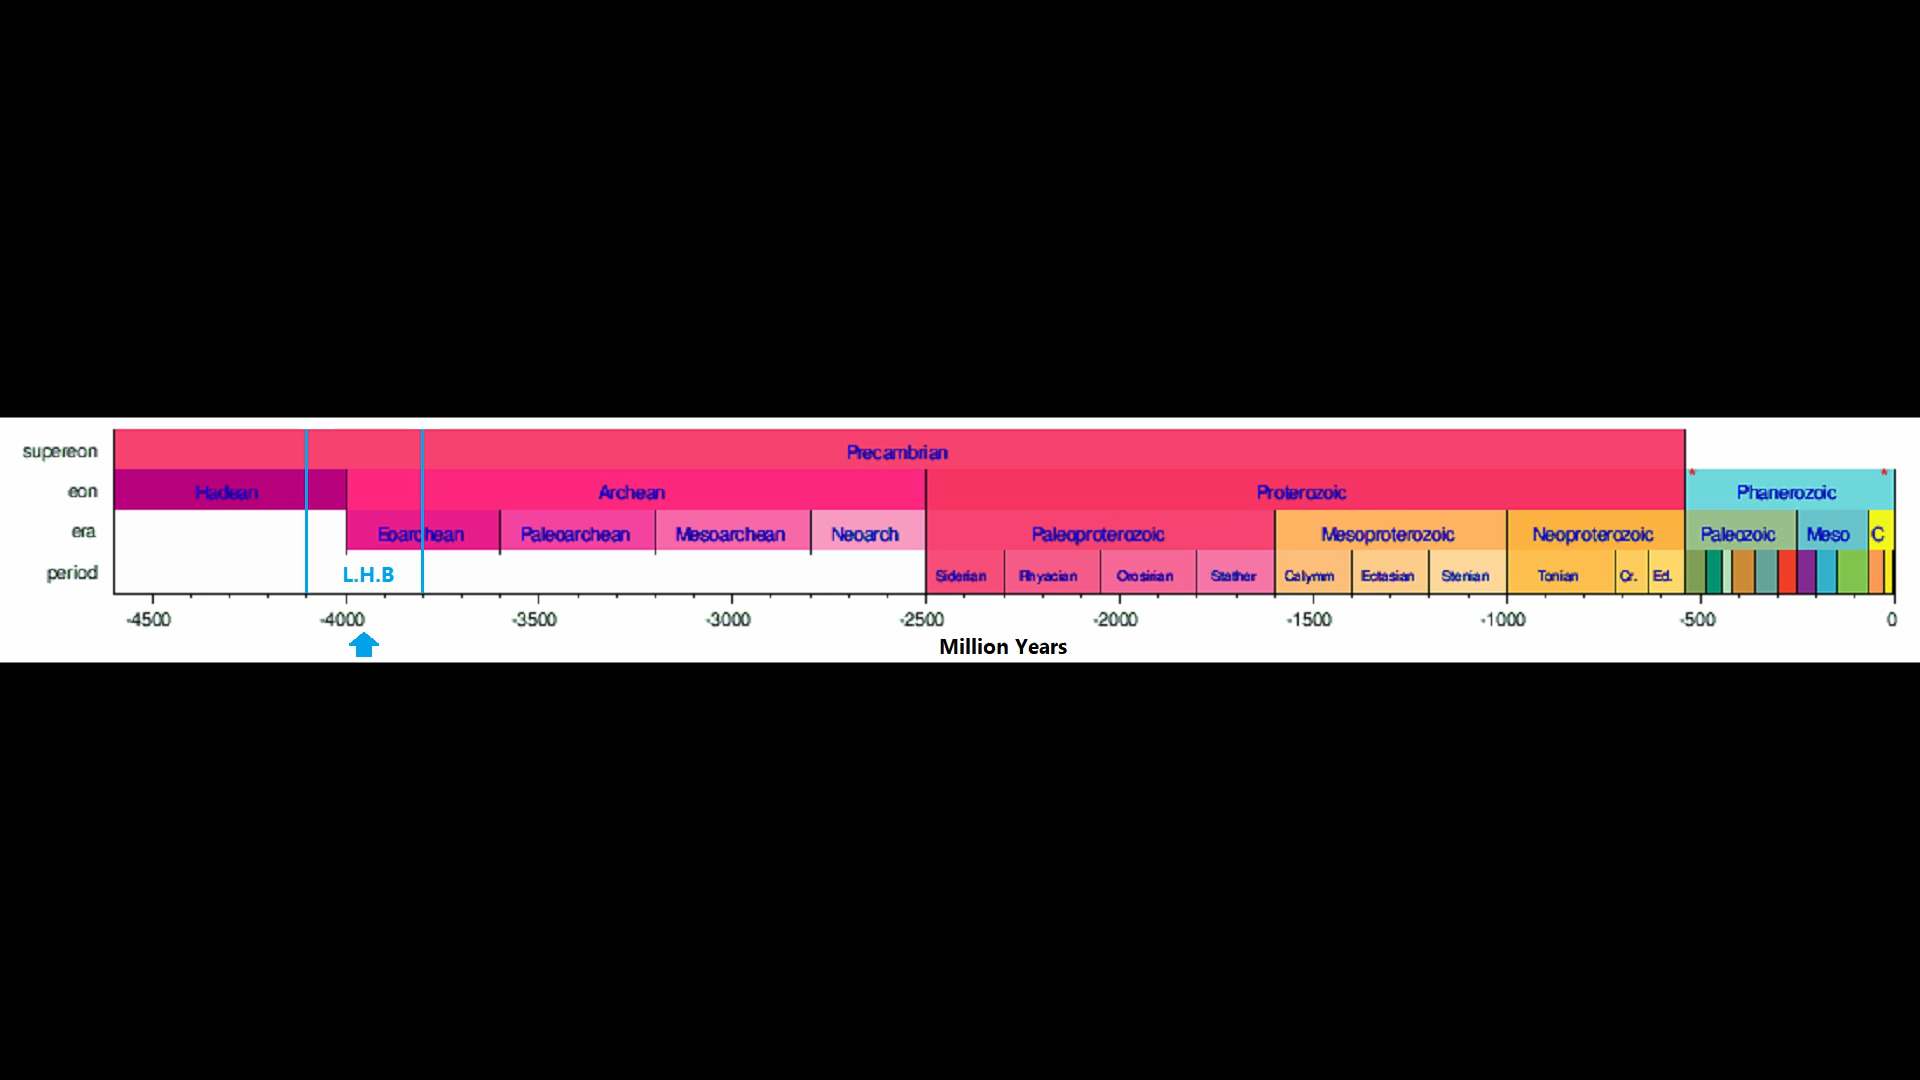 supereon Precambrian
eon Hadean Archean Proterozoic * Phanerozoic *
era Eoarchean Paleoarchean Mesoarchean Neoarch Paleoproterozoic Mesoproterozoic Neoproterozoic Paleozoic Meso C
period L.H.B Siderian Rhyacian Orosirian Stather Calymm Ectasian Stenian Tonian Cr. Ed.
-4500 -4000 -3500 -3000 -2500 -2000 -1500 -1000 -500 0
Million Years